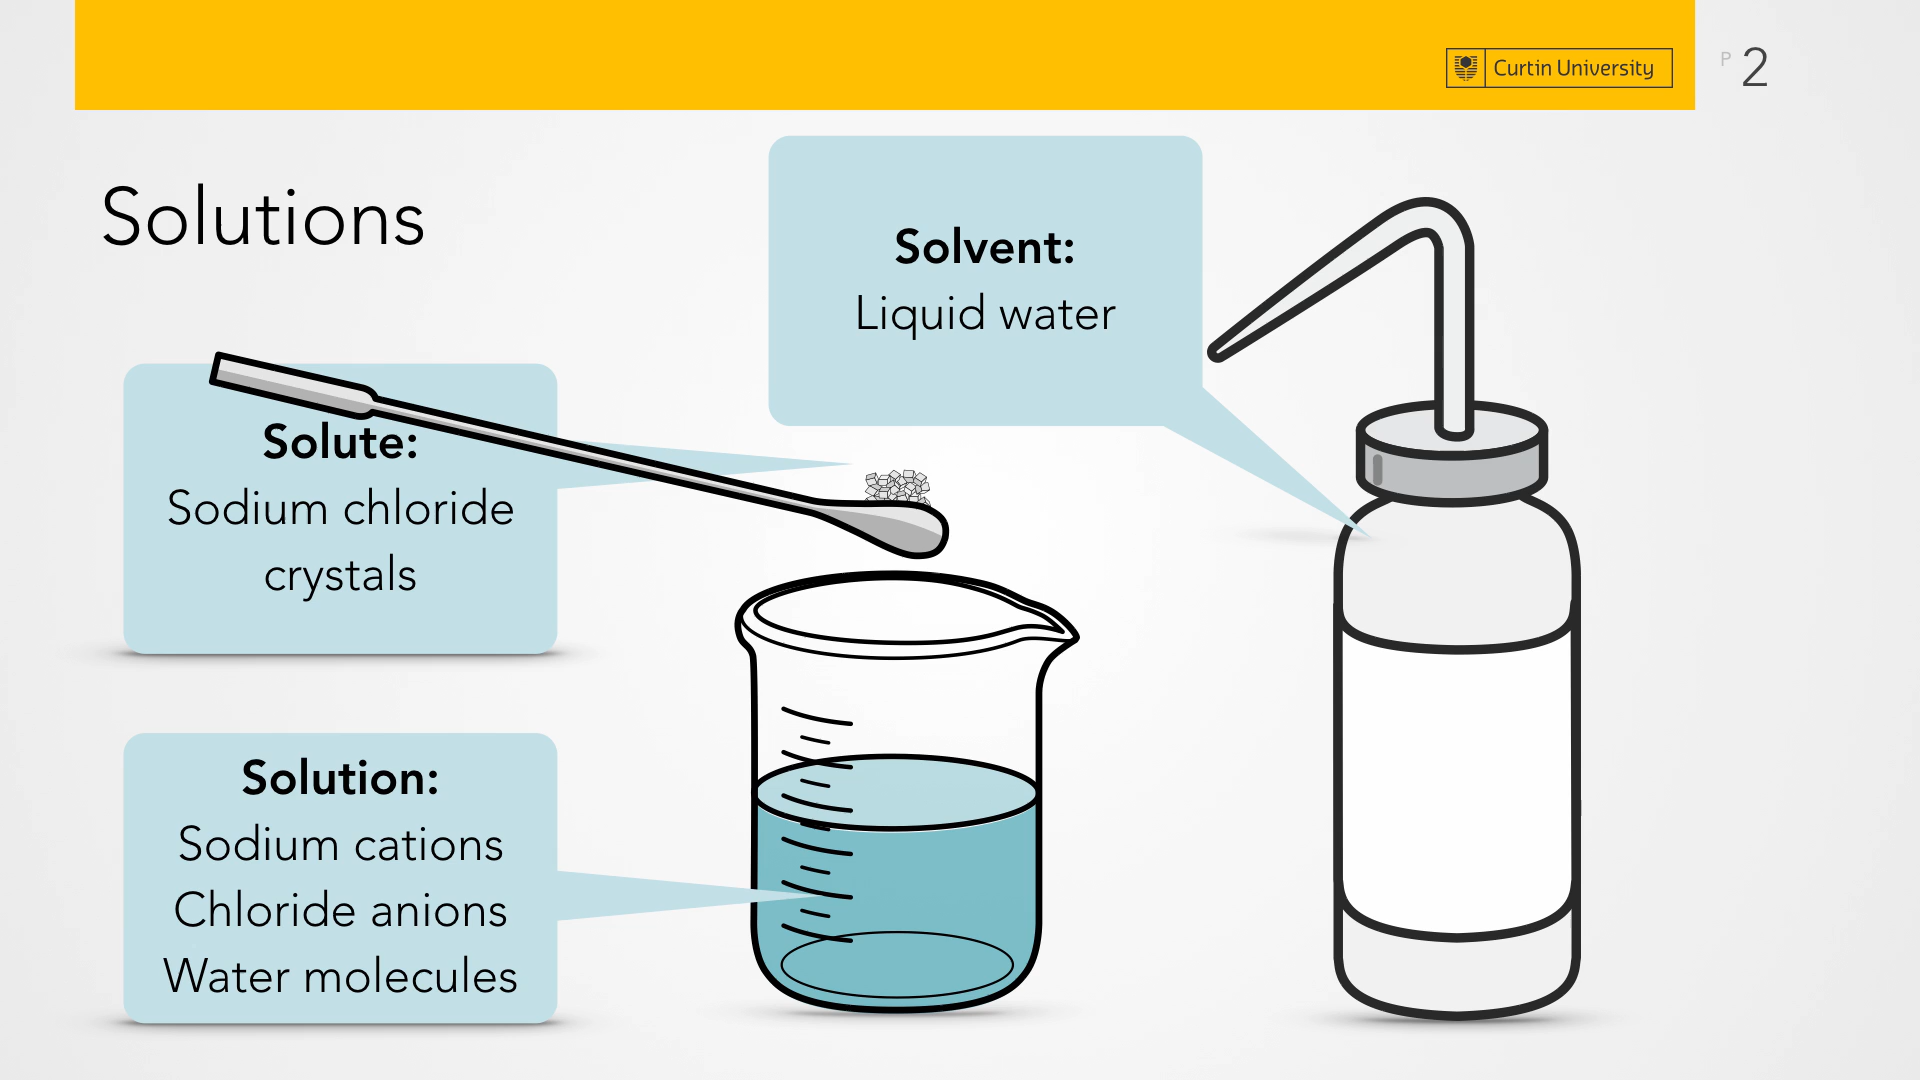 Curtin University
P 2
Solutions
Solvent:
Liquid water
Solute:
Sodium chloride
crystals
Solution:
Sodium cations
Chloride anions
Water molecules